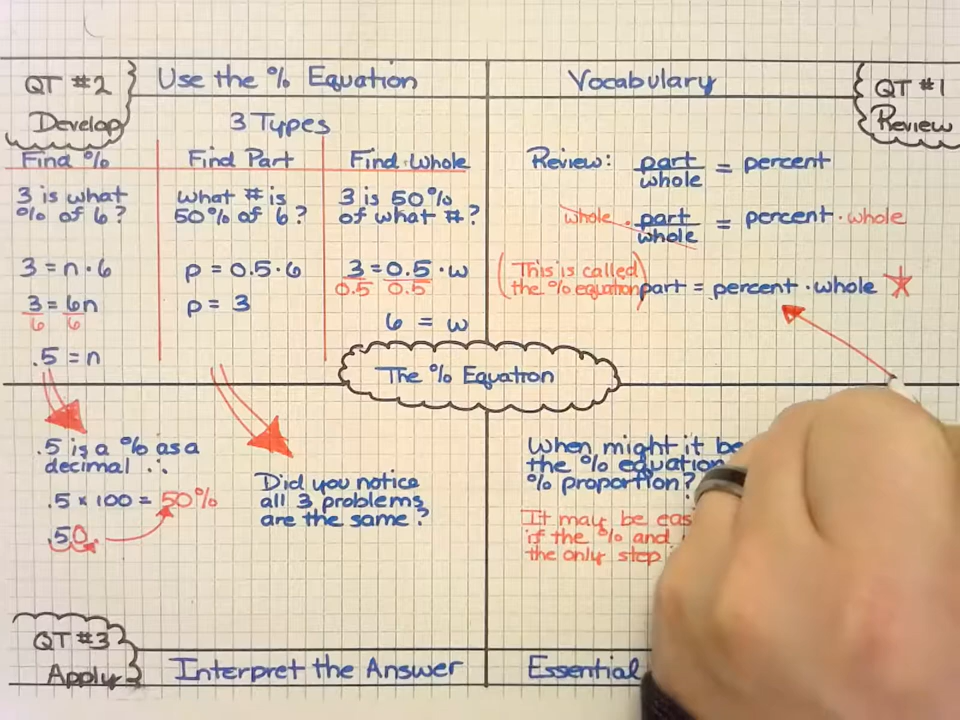 QT #2
Develop
Use the % Equation
3 Types
Find %
3 is what
% of 6?
3 = n · 6
3 = 6n
6 6
.5 = n
Find Part
What # is
50% of 6?
p = 0.5 · 6
p = 3
Find Whole
3 is 50%
of what #?
3 = 0.5 · w
0.5 0.5
6 = w
Vocabulary
QT #1
Review
Review: part/whole = percent
whole · part/whole = percent · whole
(This is called
the % equation) part = percent · whole
The % Equation
.5 is a % as a
decimal ∴
.5 × 100 = 50%
.50.
Did you notice
all 3 problems
are the same?
QT #3
Apply
Interpret the Answer
When might it be
the % equation
% proportion?
It may be
if the % and
the only step
Essential